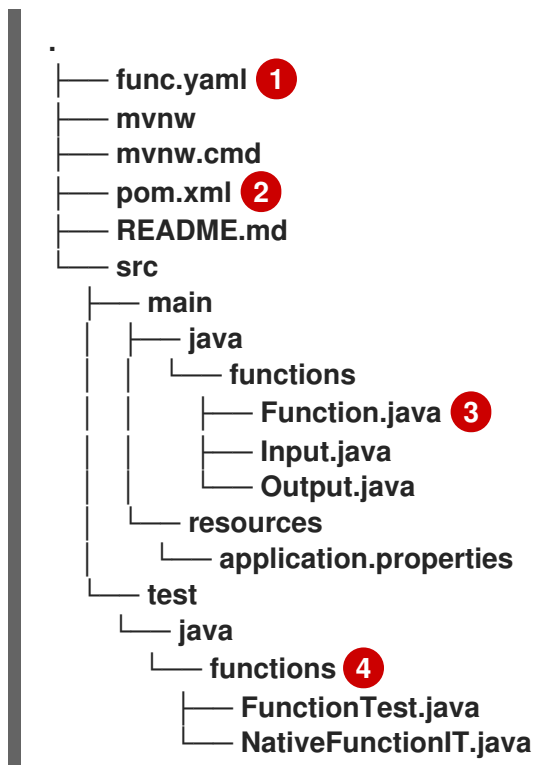 .
├── func.yaml 1
├── mvnw
├── mvnw.cmd
├── pom.xml 2
├── README.md
└── src
    ├── main
    │   ├── java
    │   │   └── functions
    │   │       ├── Function.java 3
    │   │       ├── Input.java
    │   │       └── Output.java
    │   └── resources
    │       └── application.properties
    └── test
        └── java
            └── functions 4
                ├── FunctionTest.java
                └── NativeFunctionIT.java